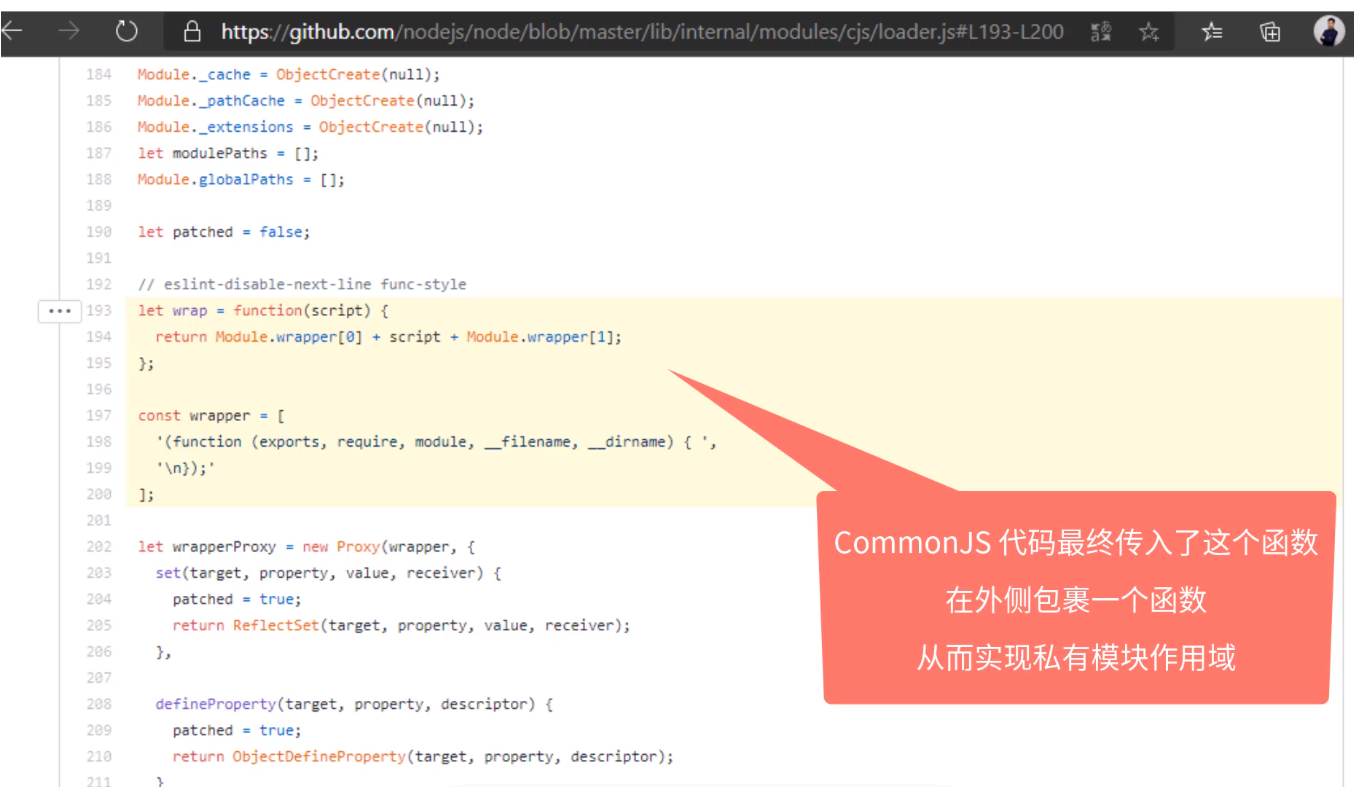 https://github.com/nodejs/node/blob/master/lib/internal/modules/cjs/loader.js#L193-L200
184 Module._cache = ObjectCreate(null);
185 Module._pathCache = ObjectCreate(null);
186 Module._extensions = ObjectCreate(null);
187 let modulePaths = [];
188 Module.globalPaths = [];
189
190 let patched = false;
191
192 // eslint-disable-next-line func-style
193 let wrap = function(script) {
194   return Module.wrapper[0] + script + Module.wrapper[1];
195 };
196
197 const wrapper = [
198   '(function (exports, require, module, __filename, __dirname) { ',
199   '\n});'
200 ];
201
202 let wrapperProxy = new Proxy(wrapper, {
203   set(target, property, value, receiver) {
204     patched = true;
205     return ReflectSet(target, property, value, receiver);
206   },
207
208   defineProperty(target, property, descriptor) {
209     patched = true;
210     return ObjectDefineProperty(target, property, descriptor);
211   }
CommonJS 代码最终传入了这个函数
在外侧包裹一个函数
从而实现私有模块作用域